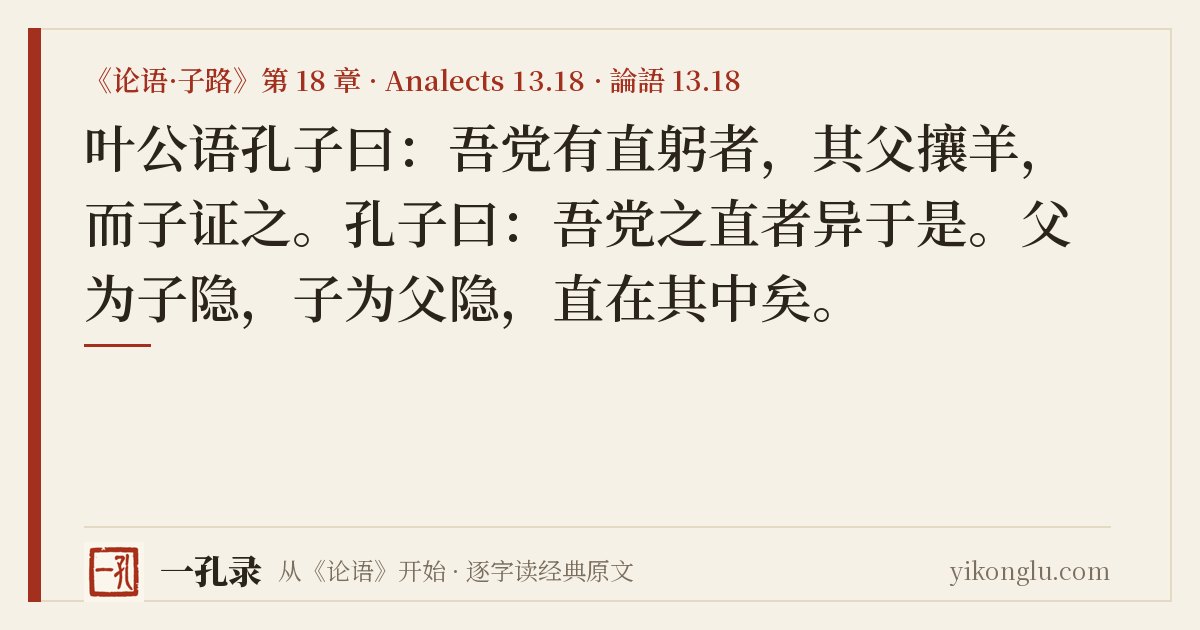 《论语·子路》第 18 章 · Analects 13.18 · 論語 13.18
叶公语孔子曰：吾党有直躬者，其父攘羊，
而子证之。孔子曰：吾党之直者异于是。父
为子隐，子为父隐，直在其中矣。
一孔
一孔录 从《论语》开始 · 逐字读经典原文 yikonglu.com